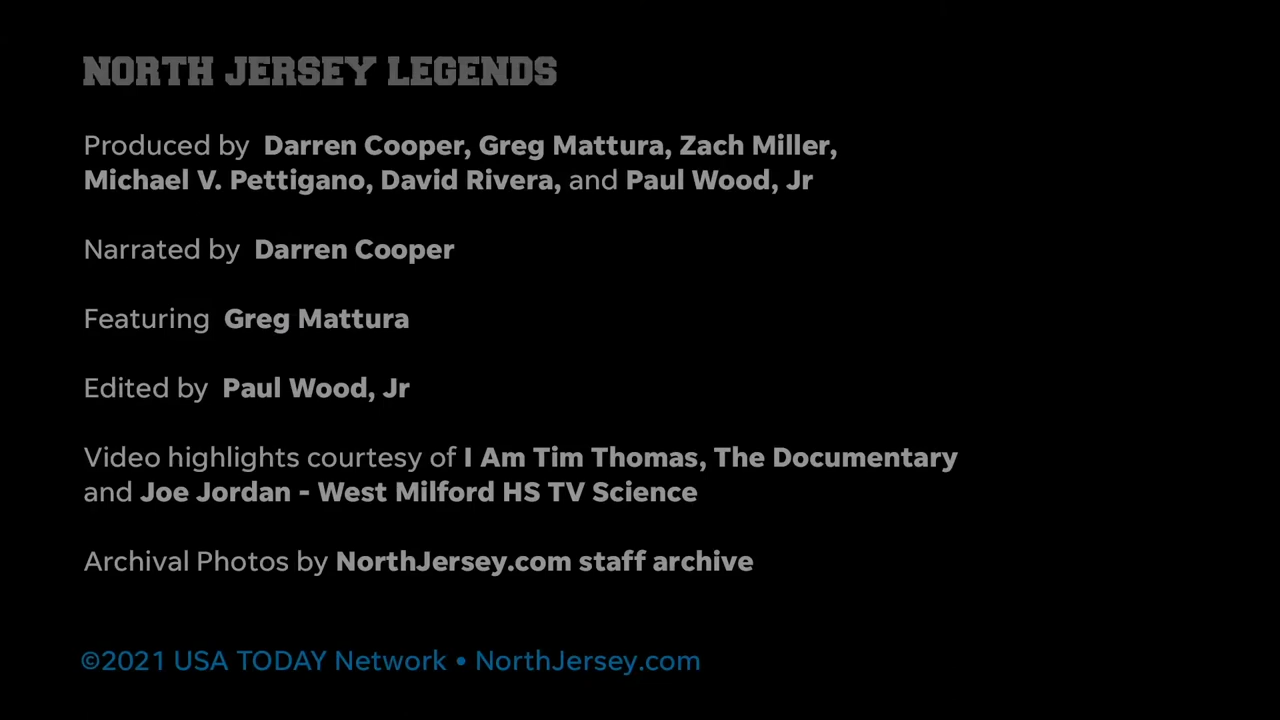 NORTH JERSEY LEGENDS
Produced by Darren Cooper, Greg Mattura, Zach Miller,
Michael V. Pettigano, David Rivera, and Paul Wood, Jr
Narrated by Darren Cooper
Featuring Greg Mattura
Edited by Paul Wood, Jr
Video highlights courtesy of I Am Tim Thomas, The Documentary
and Joe Jordan - West Milford HS TV Science
Archival Photos by NorthJersey.com staff archive
©2021 USA TODAY Network • NorthJersey.com